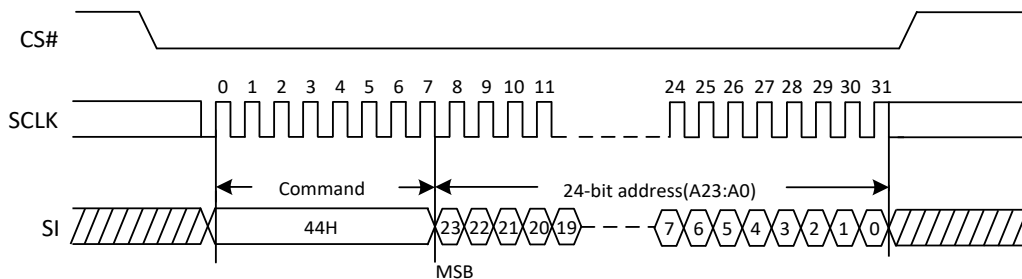 CS#
0 1 2 3 4 5 6 7 8 9 10 11 24 25 26 27 28 29 30 31
SCLK
Command 24-bit address(A23:A0)
SI 44H 23 22 21 20 19 7 6 5 4 3 2 1 0
MSB